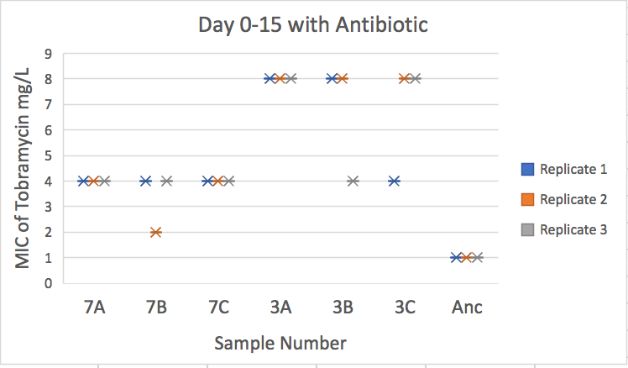 Day 0-15 with Antibiotic
MIC of Tobramycin mg/L
9
8
7
6
5
4
3
2
1
0
7A 7B 7C 3A 3B 3C Anc
Sample Number
Replicate 1
Replicate 2
Replicate 3